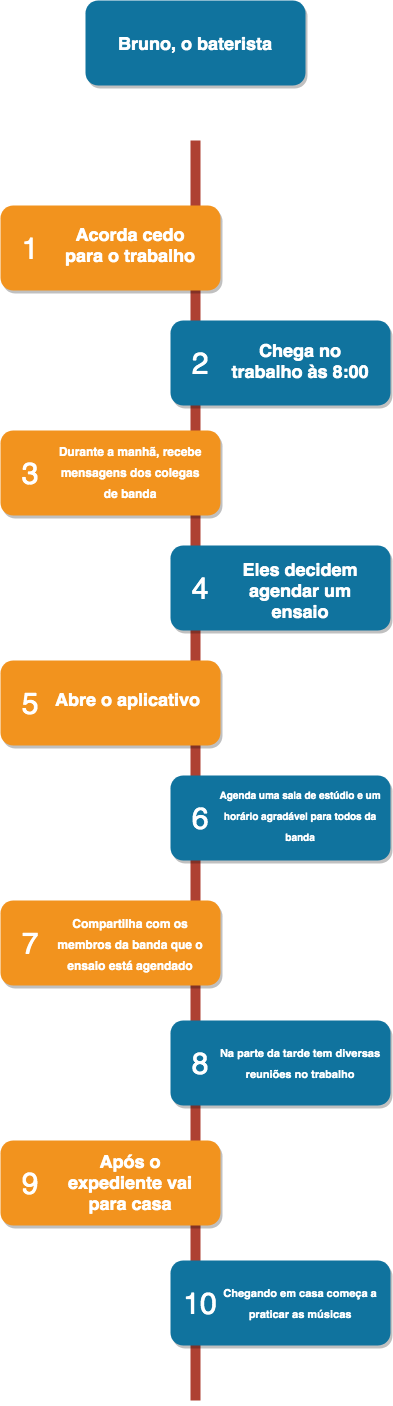 Bruno, o baterista
1
Acorda cedo
para o trabalho
2
Chega no
trabalho às 8:00
3
Durante a manhã, recebe
mensagens dos colegas
de banda
4
Eles decidem
agendar um
ensaio
5
Abre o aplicativo
6
Agenda uma sala de estúdio e um
horário agradável para todos da
banda
7
Compartilha com os
membros da banda que o
ensaio está agendado
8
Na parte da tarde tem diversas
reuniões no trabalho
9
Após o
expediente vai
para casa
10
Chegando em casa começa a
praticar as músicas